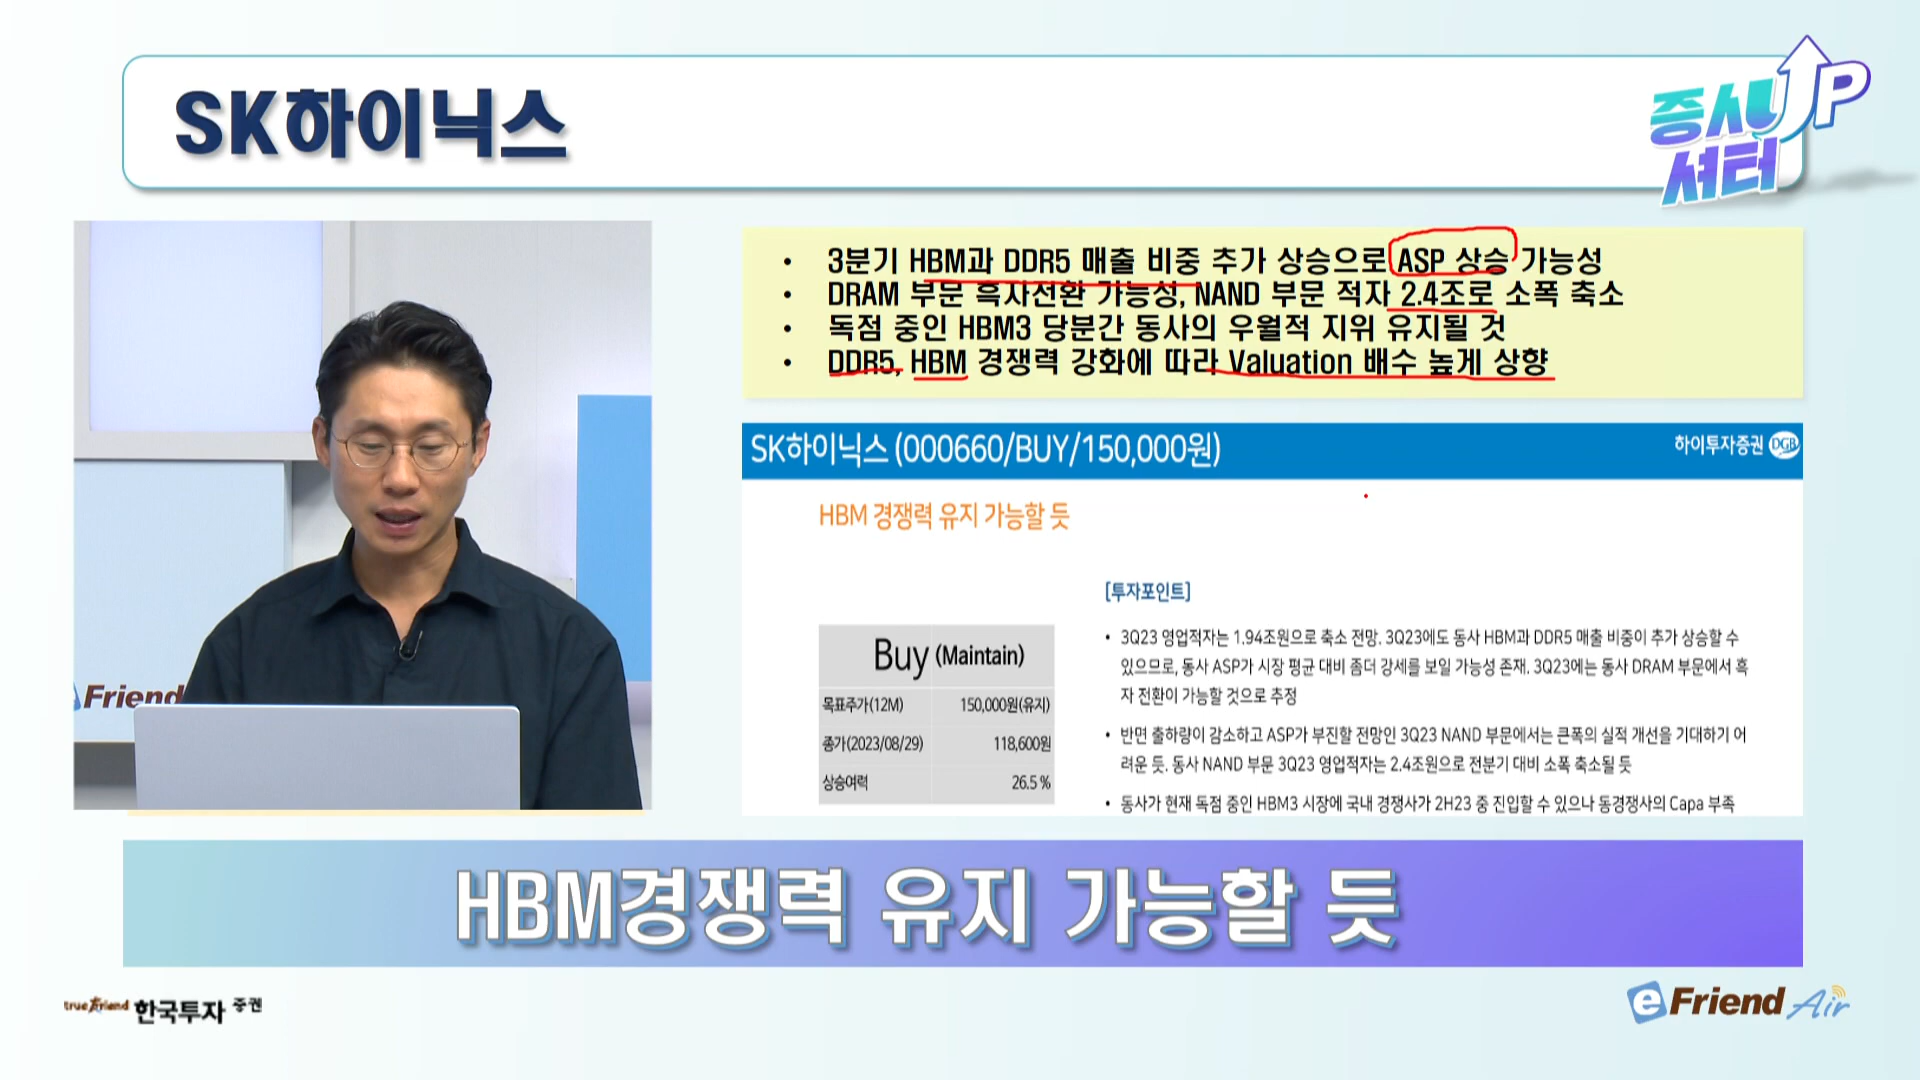 SK하이닉스
증시UP
셔터
• 3분기 HBM과 DDR5 매출 비중 추가 상승으로 ASP 상승 가능성
• DRAM 부문 흑자전환 가능성, NAND 부문 적자 2.4조로 소폭 축소
• 독점 중인 HBM3 당분간 동사의 우월적 지위 유지될 것
• DDR5, HBM 경쟁력 강화에 따라 Valuation 배수 높게 상향
SK하이닉스 (000660/BUY/150,000원)
하이투자증권 DGB
HBM 경쟁력 유지 가능할 듯
[투자포인트]
Buy (Maintain)
목표주가(12M) 150,000원(유지)
종가(2023/08/29) 118,600원
상승여력 26.5 %
• 3Q23 영업적자는 1.94조원으로 축소 전망. 3Q23에도 동사 HBM과 DDR5 매출 비중이 추가 상승할 수
있으므로, 동사 ASP가 시장 평균 대비 좀더 강세를 보일 가능성 존재. 3Q23에는 동사 DRAM 부문에서 흑
자 전환이 가능할 것으로 추정
• 반면 출하량이 감소하고 ASP가 부진할 전망인 3Q23 NAND 부문에서는 큰폭의 실적 개선을 기대하기 어
려운 듯. 동사 NAND 부문 3Q23 영업적자는 2.4조원으로 전분기 대비 소폭 축소될 듯
• 동사가 현재 독점 중인 HBM3 시장에 국내 경쟁사가 2H23 중 진입할 수 있으나 동경쟁사의 Capa 부족
Friend
HBM경쟁력 유지 가능할 듯
true Friend 한국투자 증권
e Friend Air